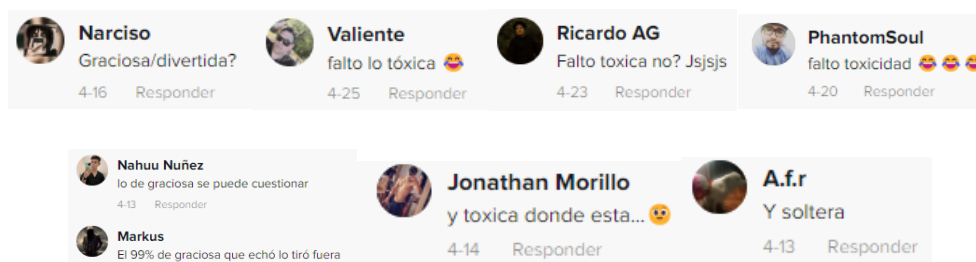 Narciso
Graciosa/divertida?
4-16 Responder
Valiente
falto lo tóxica 😂
4-25 Responder
Ricardo AG
Falto toxica no? Jsjsjs
4-23 Responder
PhantomSoul
falto toxicidad 😂😂😂
4-20 Responder
Nahuu Nuñez
lo de graciosa se puede cuestionar
4-13 Responder
Markus
El 99% de graciosa que echó lo tiró fuera
Jonathan Morillo
y toxica donde esta... 🥺
4-14 Responder
A.f.r
Y soltera
4-13 Responder